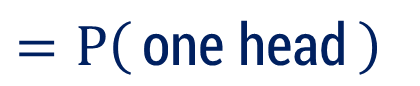 = P( one head )